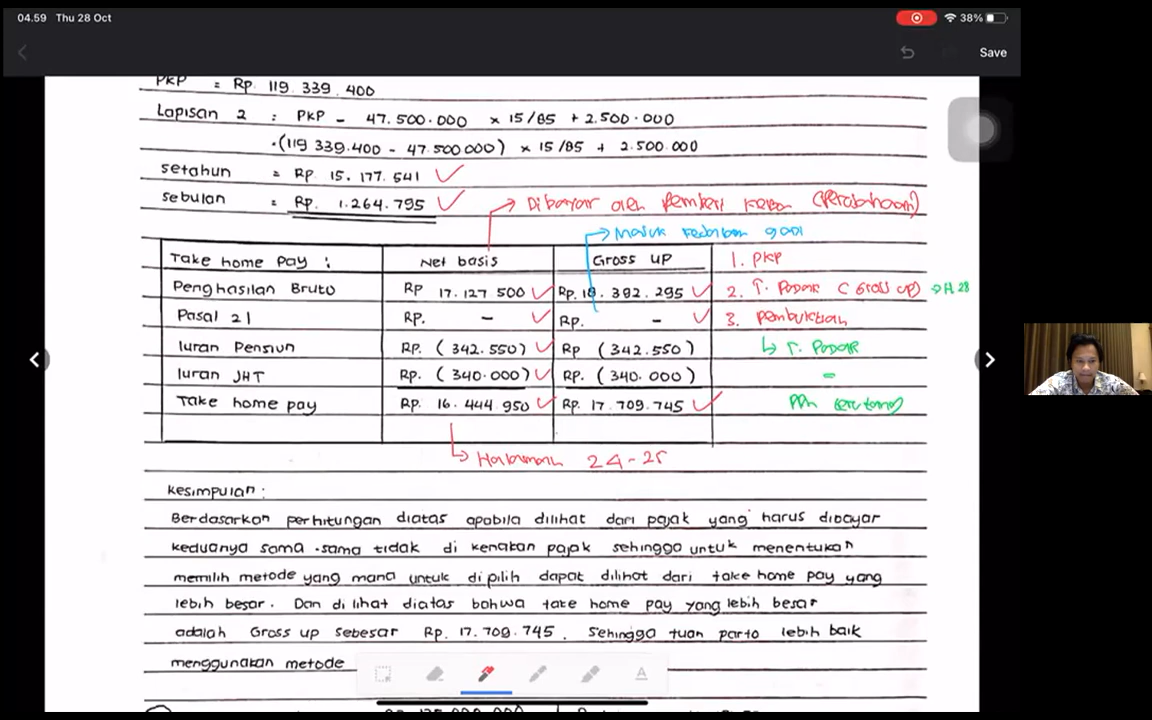 04.59 Thu 28 Oct
38%
Save
PKP = Rp. 119.339.400
Lapisan 2 : PKP - 47.500.000 x 15/85 + 2.500.000
(119.339.400 - 47.500.000) x 15/85 + 2.500.000
setahun = Rp. 15.177.541
sebulan = Rp. 1.264.795
Dibayar oleh Pemberi Kerja (Perusahaan)
Take home pay : Net basis Gross up 1. PKP
Penghasilan Bruto Rp 17.127.500 Rp. 18.392.295 2. T. Pajak (Gross up) → H 28
Pasal 21 Rp. - Rp. - 3.
Iuran Pensiun Rp. (342.550) Rp (342.550) T. Pajak
Iuran JHT Rp. (340.000) Rp. (340.000) =
Take home pay Rp. 16.444.950 Rp. 17.709.745 PPh terutang
Halaman 24-25
Kesimpulan :
Berdasarkan perhitungan diatas apabila dilihat dari pajak yang harus dibayar
keduanya sama-sama tidak di kenakan pajak sehingga untuk menentukan
memilih metode yang mana untuk di pilih dapat dilihat dari take home pay yang
lebih besar. Dan di lihat diatas bahwa take home pay yang lebih besar
adalah Gross up sebesar Rp. 17.709.745. Sehingga tuan parto lebih baik
menggunakan metode
A